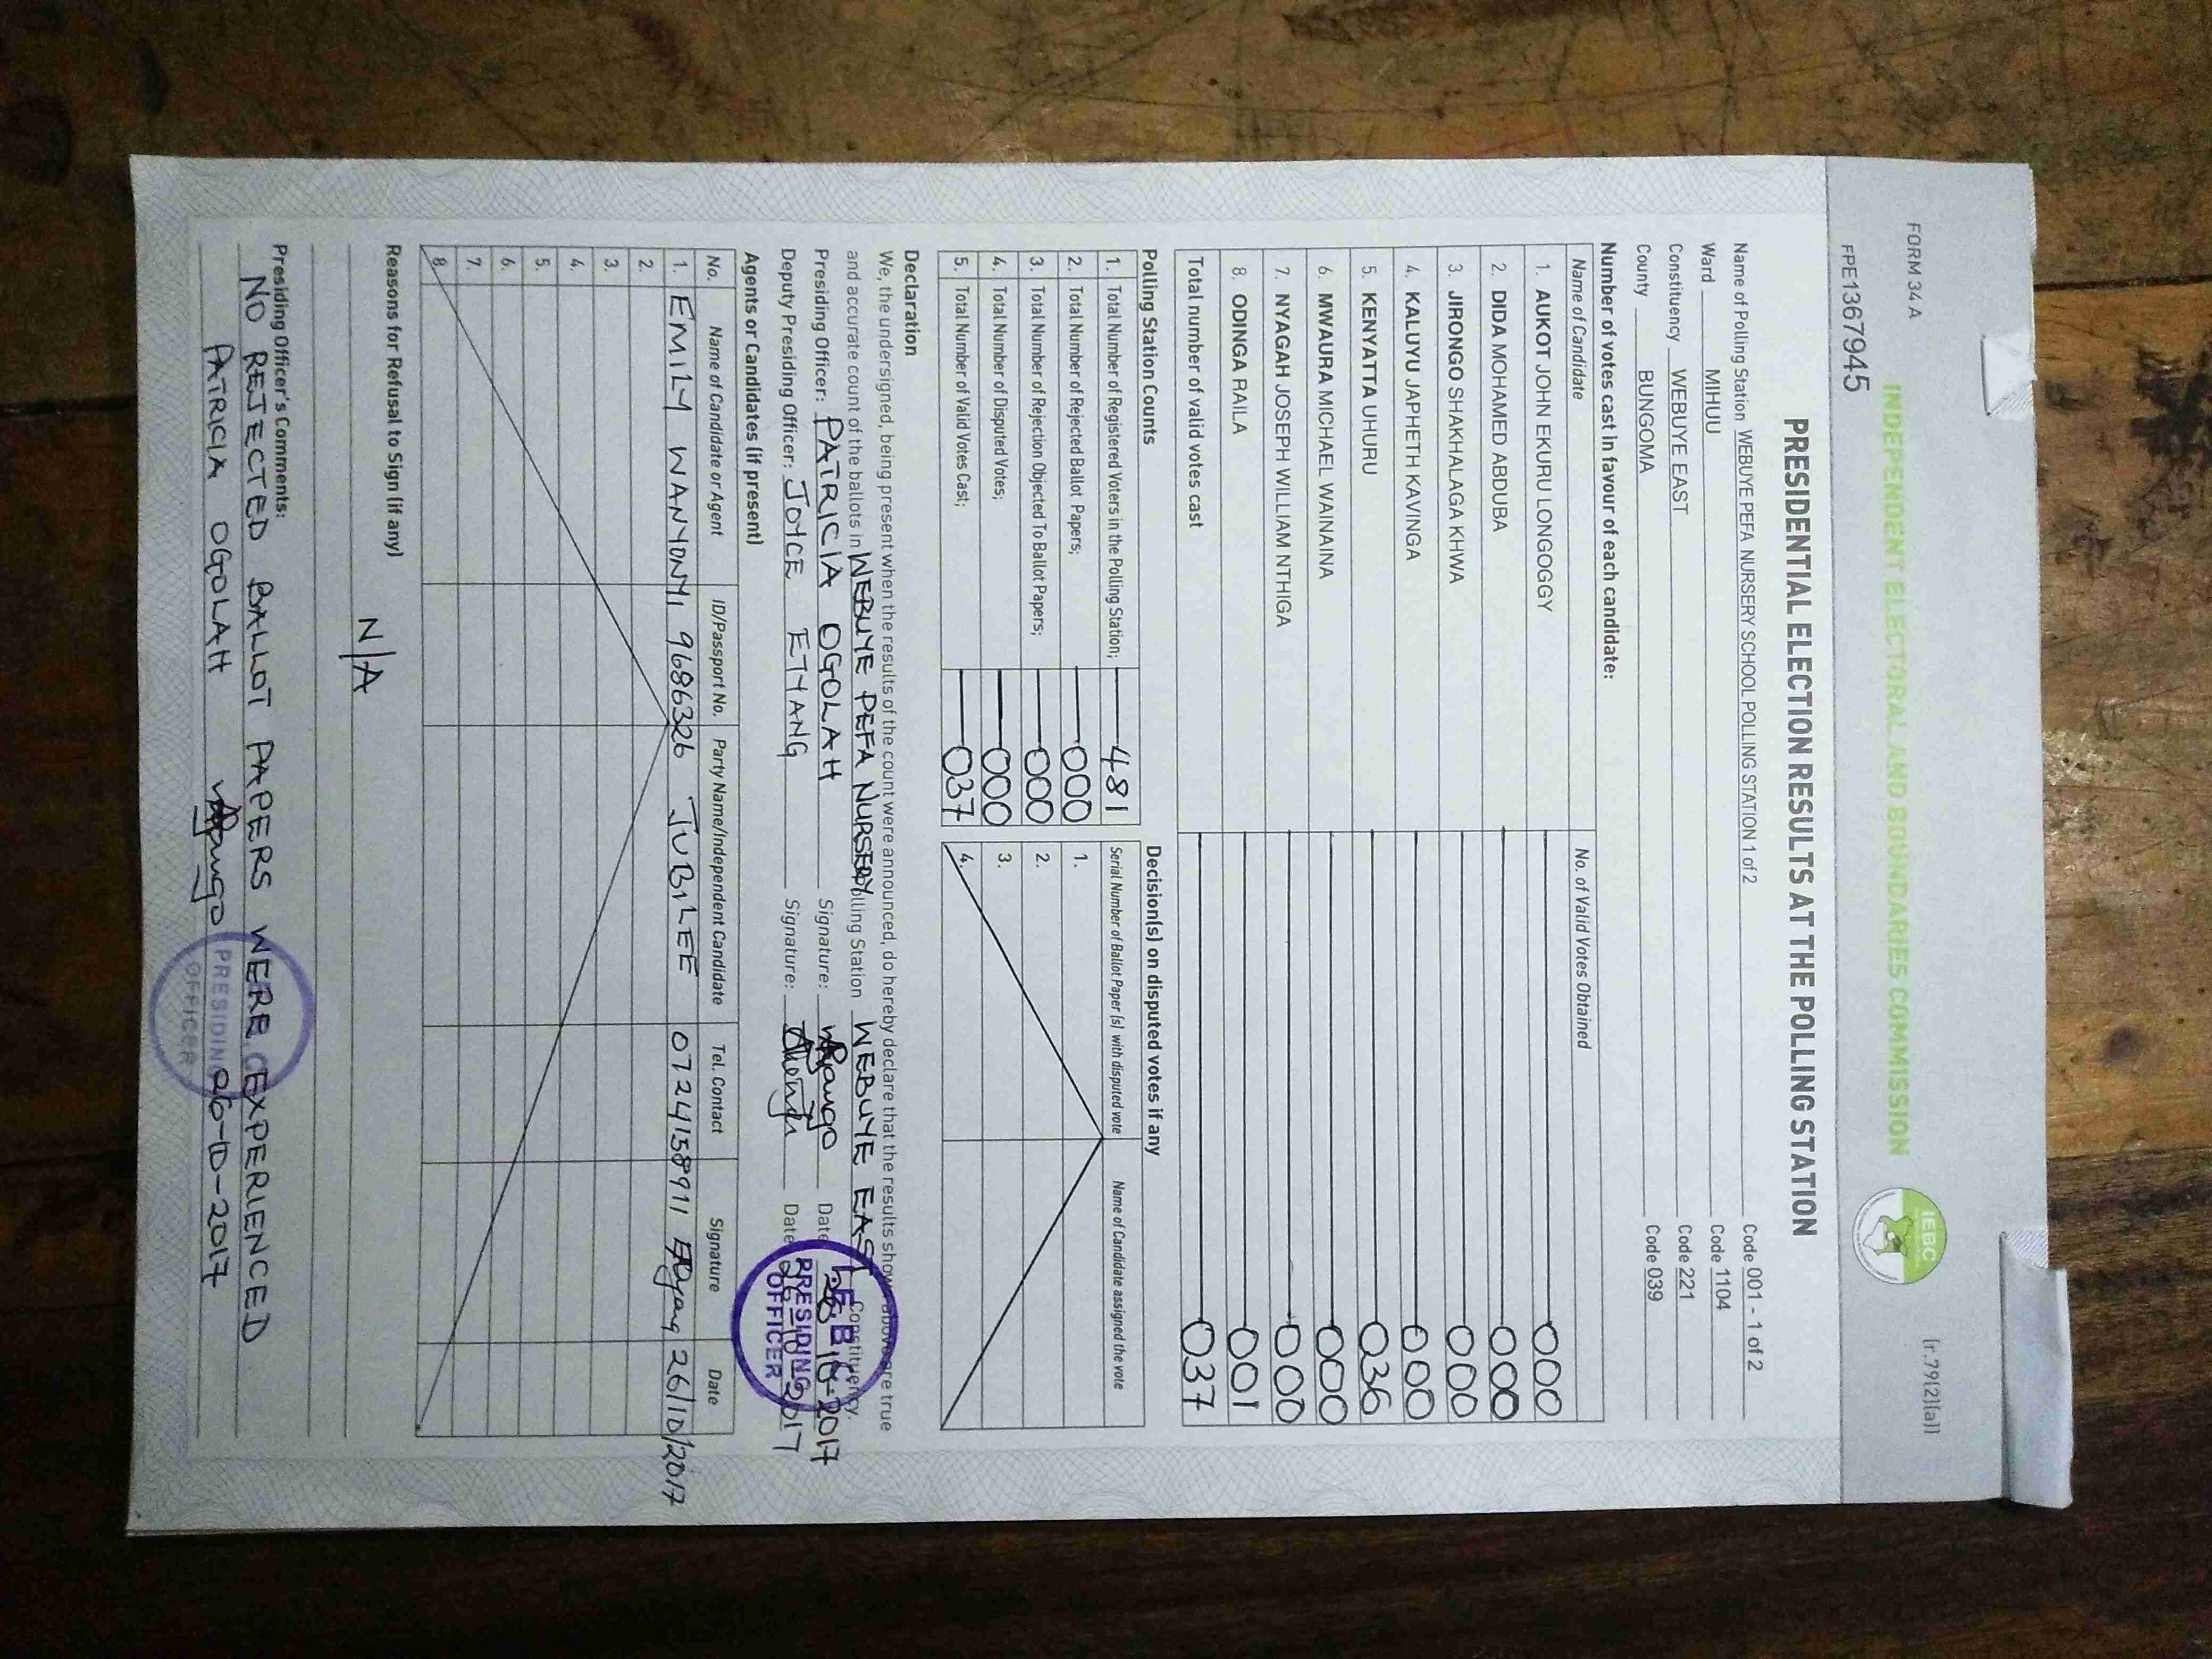 FORM 34 A
(r.79(2)(a))
INDEPENDENT ELECTORAL AND BOUNDARIES COMMISSION
IEBC
FPE1367945
PRESIDENTIAL ELECTION RESULTS AT THE POLLING STATION
Name of Polling Station WEBUYE PEFA NURSERY SCHOOL POLLING STATION 1 of 2 Code 001 - 1 of 2
Ward MIHUU Code 1104
Constituency WEBUYE EAST Code 221
County BUNGOMA Code 039
Number of votes cast in favour of each candidate:
Name of Candidate No. of Valid Votes Obtained
1. AUKOT JOHN EKURU LONGOGGY 000
2. DIDA MOHAMED ABDUBA 000
3. JIRONGO SHAKHALAGA KHWA 000
4. KALUYU JAPHETH KAVINGA 000
5. KENYATTA UHURU 036
6. MWAURA MICHAEL WAINAINA 000
7. NYAGAH JOSEPH WILLIAM NTHIGA 000
8. ODINGA RAILA 001
Total number of valid votes cast 037
Polling Station Counts Decision(s) on disputed votes if any
1. Total Number of Registered Voters in the Polling Station; 481 Serial Number of Ballot Paper (s) with disputed vote Name of Candidate assigned the vote
2. Total Number of Rejected Ballot Papers; 000 1.
3. Total Number of Rejection Objected To Ballot Papers; 000 2.
4. Total Number of Disputed Votes; 000 3.
5. Total Number of Valid Votes Cast; 037 4.
Declaration
We, the undersigned, being present when the results of the count were announced, do hereby declare that the results shown above are true
and accurate count of the ballots in WEBUYE PEFA NURSERY Polling Station WEBUYE EAST Constituency.
Presiding Officer: PATRICIA OGOLAH Signature: Date 26-10-2017
Deputy Presiding Officer: JOYCE ETYANG Signature: Date 26-10-2017
I.E.B.C PRESIDING OFFICER
Agents or Candidates (if present)
No. Name of Candidate or Agent ID/Passport No. Party Name/Independent Candidate Tel. Contact Signature Date
1. EMILY WANYONYI 9686326 JUBILEE 0724158911 26/10/2017
2.
3.
4.
5.
6.
7.
8.
Reasons for Refusal to Sign (if any)
N/A
Presiding Officer's Comments:
NO REJECTED BALLOT PAPERS WERE EXPERIENCED
PATRICIA OGOLAH 26-10-2017
PRESIDING OFFICER